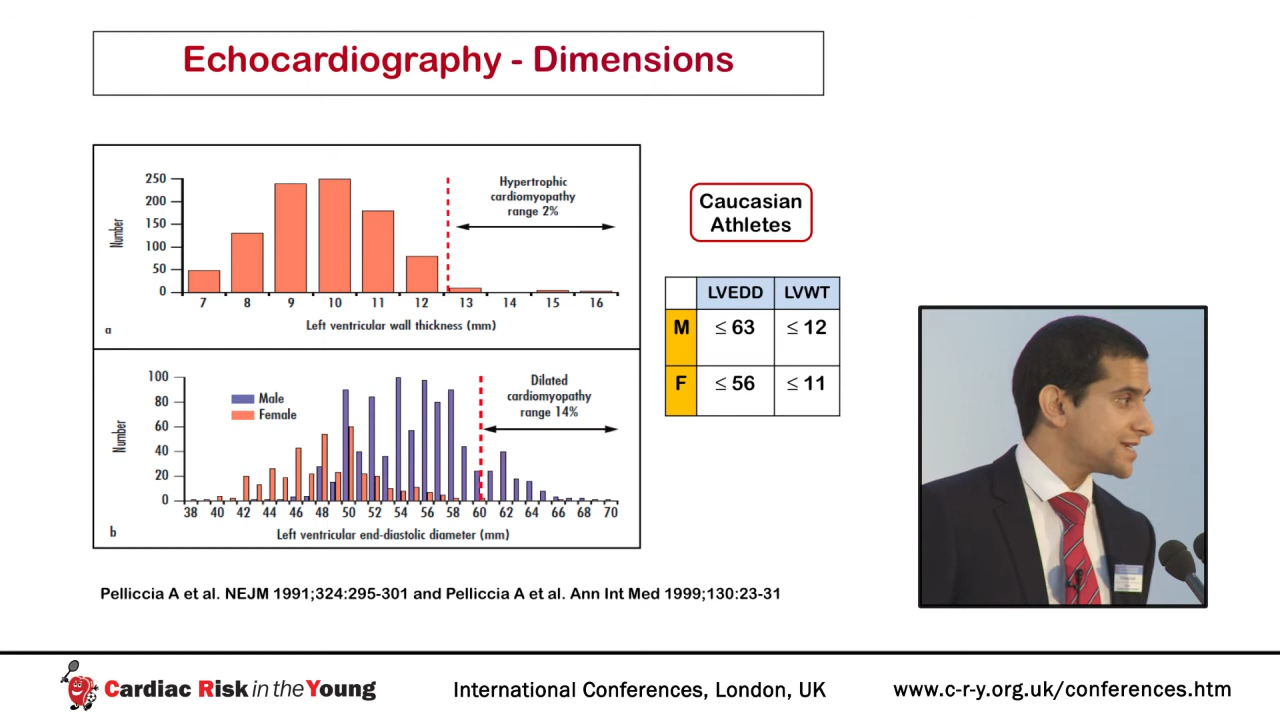 Echocardiography - Dimensions
250
200
150
100
50
0
Number
Hypertrophic
cardiomyopathy
range 2%
7 8 9 10 11 12 13 14 15 16
Left ventricular wall thickness (mm)
a
100
80
60
40
20
0
Number
Male
Female
Dilated
cardiomyopathy
range 14%
38 40 42 44 46 48 50 52 54 56 58 60 62 64 66 68 70
Left ventricular end-diastolic diameter (mm)
b
Caucasian
Athletes
LVEDD LVWT
M ≤ 63 ≤ 12
F ≤ 56 ≤ 11
Pelliccia A et al. NEJM 1991;324:295-301 and Pelliccia A et al. Ann Int Med 1999;130:23-31
Cardiac Risk in the Young
International Conferences, London, UK
www.c-r-y.org.uk/conferences.htm